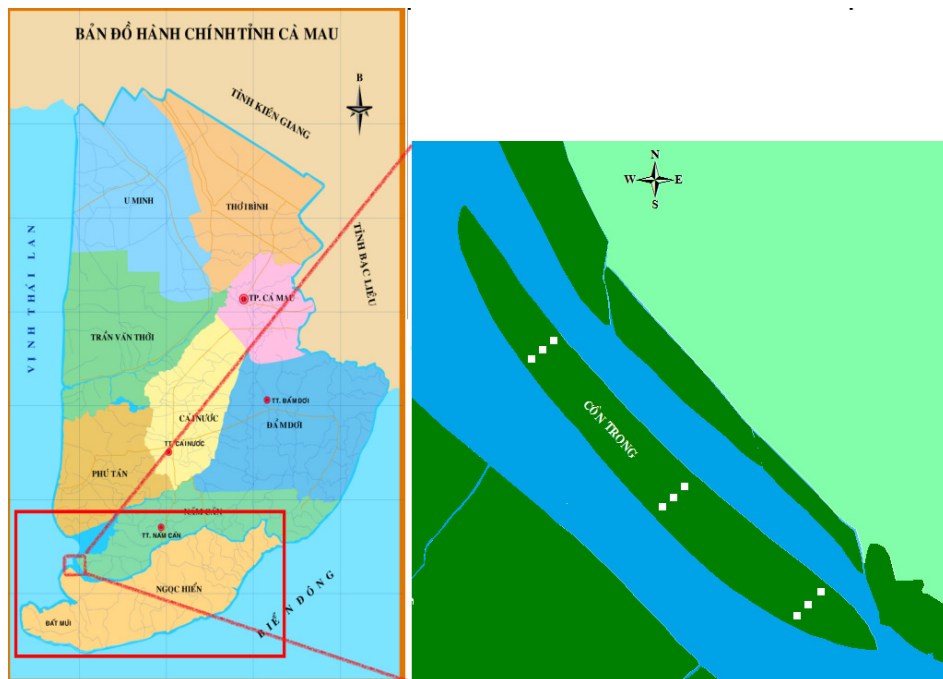 BẢN ĐỒ HÀNH CHÍNH TỈNH CÀ MAU
B
TỈNH KIÊN GIANG
U MINH
THỚI BÌNH
VỊNH THÁI LAN
TỈNH BẠC LIÊU
TP. CÀ MAU
TRẦN VĂN THỜI
TT. ĐẦM DƠI
CÁI NƯỚC
ĐẦM DƠI
TT. CÁI NƯỚC
PHÚ TÂN
NĂM CĂN
TT. NĂM CĂN
NGỌC HIỂN
ĐẤT MŨI
BIỂN ĐÔNG
N
W E
S
CỒN TRONG